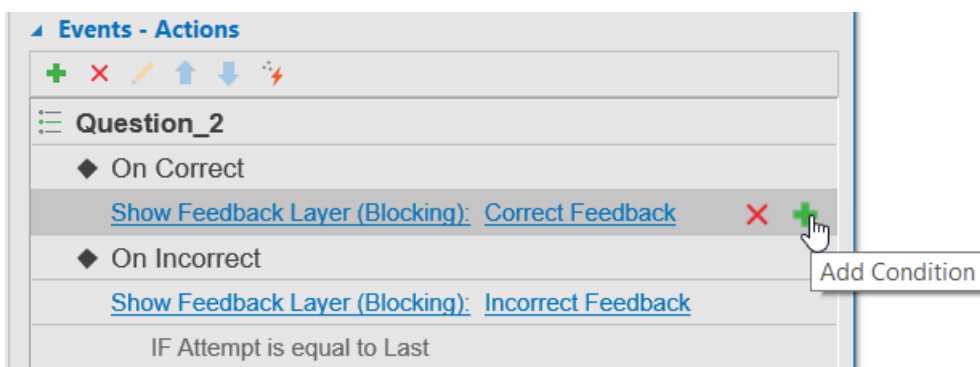 Events - Actions
Question_2
On Correct
Show Feedback Layer (Blocking): Correct Feedback
On Incorrect
Add Condition
Show Feedback Layer (Blocking): Incorrect Feedback
IF Attempt is equal to Last